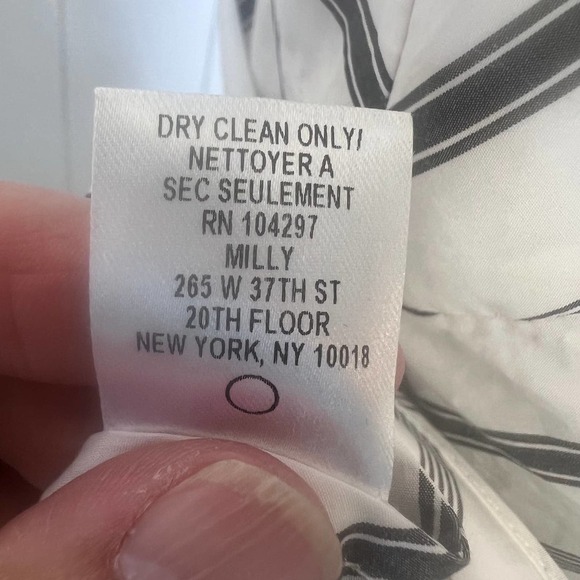 DRY CLEAN ONLY/
NETTOYER A
SEC SEULEMENT
RN 104297
MILLY
265 W 37TH ST
20TH FLOOR
NEW YORK, NY 10018